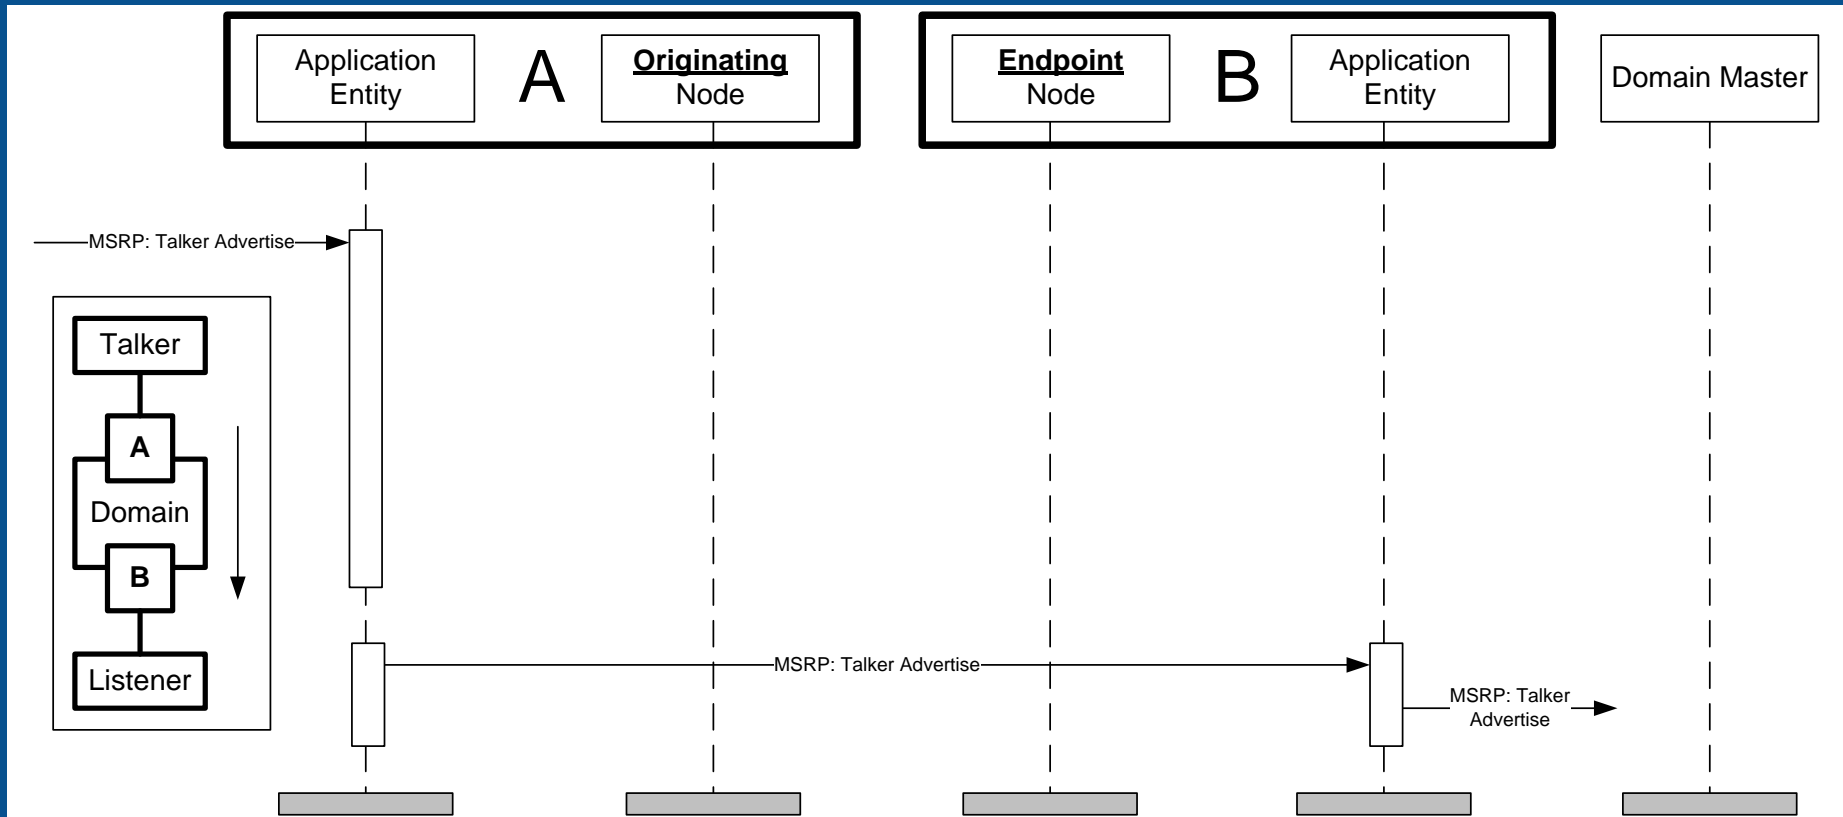 Application
Entity
A
Originating
Node
Endpoint
Node
B
Application
Entity
Domain Master
MSRP: Talker Advertise
Talker
A
Domain
B
Listener
MSRP: Talker Advertise
MSRP: Talker
Advertise